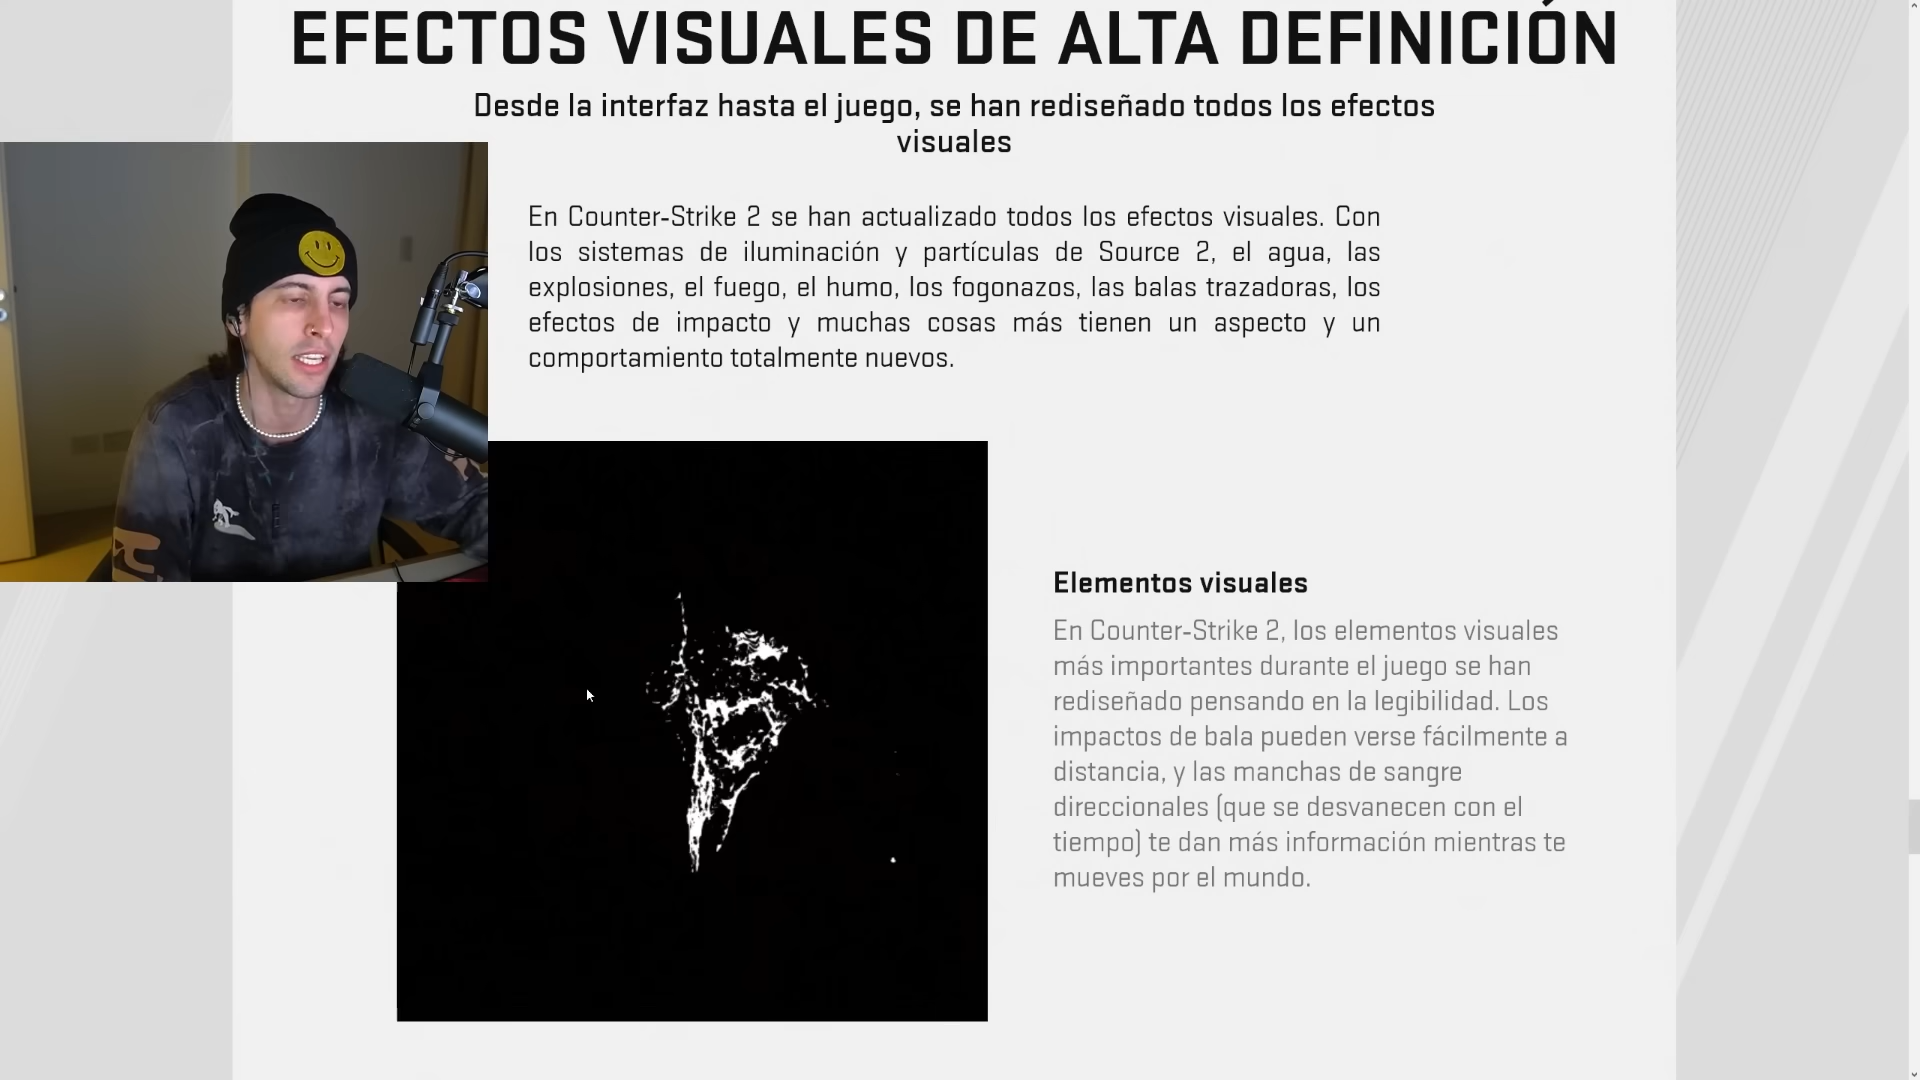 EFECTOS VISUALES DE ALTA DEFINICIÓN
Desde la interfaz hasta el juego, se han rediseñado todos los efectos
visuales
En Counter-Strike 2 se han actualizado todos los efectos visuales. Con
los sistemas de iluminación y partículas de Source 2, el agua, las
explosiones, el fuego, el humo, los fogonazos, las balas trazadoras, los
efectos de impacto y muchas cosas más tienen un aspecto y un
comportamiento totalmente nuevos.
Elementos visuales
En Counter-Strike 2, los elementos visuales
más importantes durante el juego se han
rediseñado pensando en la legibilidad. Los
impactos de bala pueden verse fácilmente a
distancia, y las manchas de sangre
direccionales (que se desvanecen con el
tiempo) te dan más información mientras te
mueves por el mundo.